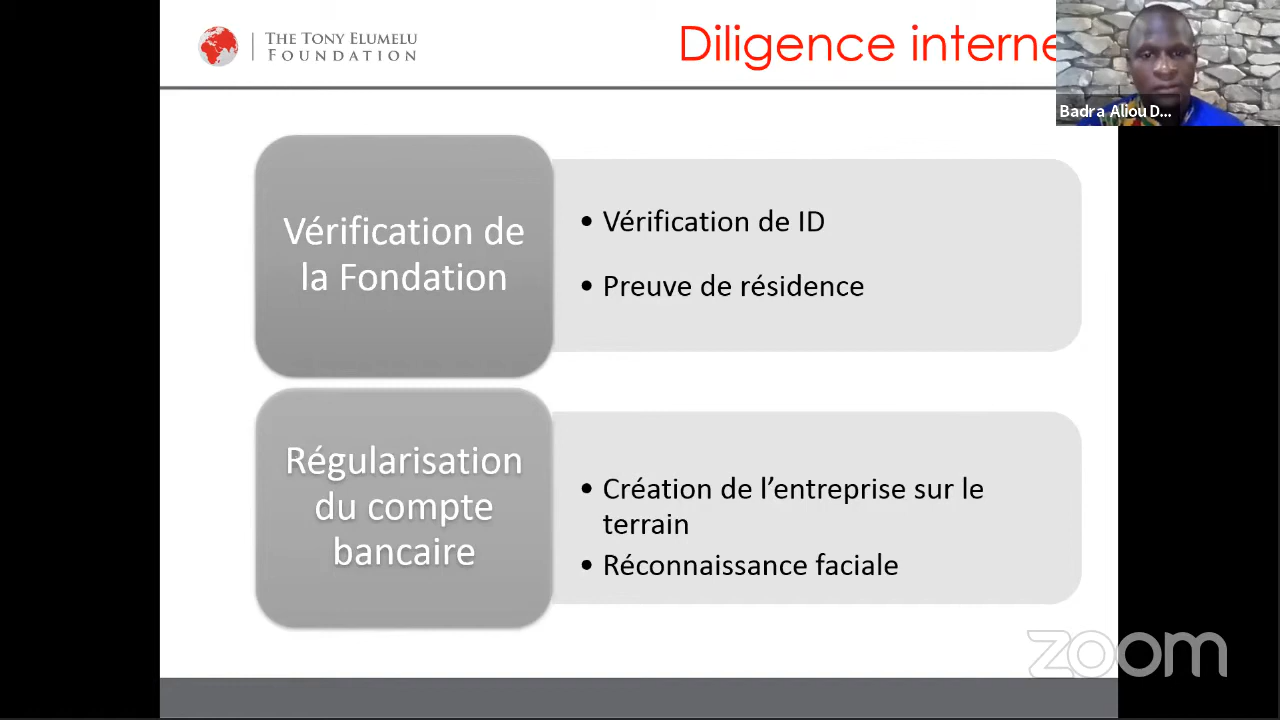 THE TONY ELUMELU
FOUNDATION
Diligence interne
Badra Aliou D...
Vérification de
la Fondation
• Vérification de ID
• Preuve de résidence
Régularisation
du compte
bancaire
• Création de l’entreprise sur le
terrain
• Réconnaissance faciale
zoom